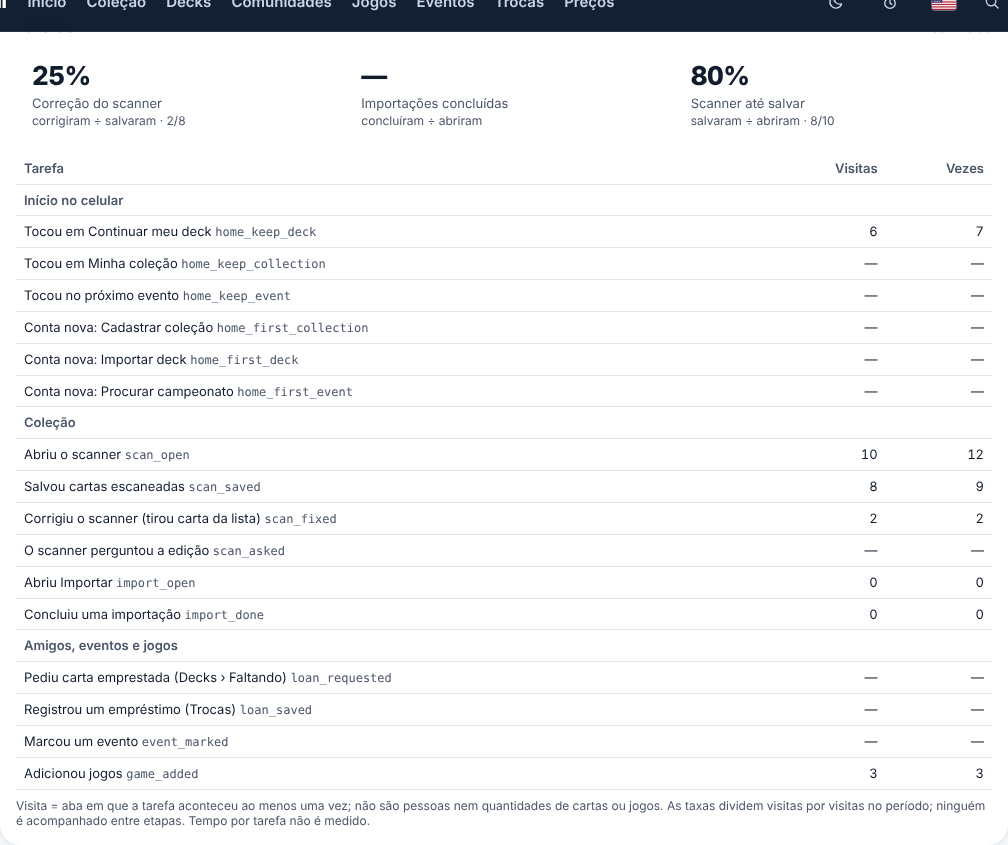 Início Coleção Decks Comunidades Jogos Eventos Trocas Preços
25% — 80%
Correção do scanner Importações concluídas Scanner até salvar
corrigiram ÷ salvaram · 2/8 concluíram ÷ abriram salvaram ÷ abriram · 8/10
Tarefa Visitas Vezes
Início no celular
Tocou em Continuar meu deck home_keep_deck 6 7
Tocou em Minha coleção home_keep_collection — —
Tocou no próximo evento home_keep_event — —
Conta nova: Cadastrar coleção home_first_collection — —
Conta nova: Importar deck home_first_deck — —
Conta nova: Procurar campeonato home_first_event — —
Coleção
Abriu o scanner scan_open 10 12
Salvou cartas escaneadas scan_saved 8 9
Corrigiu o scanner (tirou carta da lista) scan_fixed 2 2
O scanner perguntou a edição scan_asked — —
Abriu Importar import_open 0 0
Concluiu uma importação import_done 0 0
Amigos, eventos e jogos
Pediu carta emprestada (Decks › Faltando) loan_requested — —
Registrou um empréstimo (Trocas) loan_saved — —
Marcou um evento event_marked — —
Adicionou jogos game_added 3 3
Visita = aba em que a tarefa aconteceu ao menos uma vez; não são pessoas nem quantidades de cartas ou jogos. As taxas dividem visitas por visitas no período; ninguém
é acompanhado entre etapas. Tempo por tarefa não é medido.